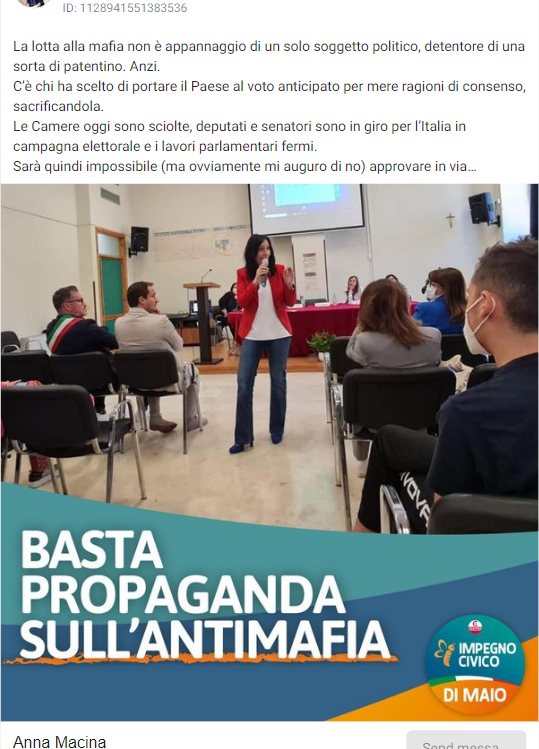 ID: 1128941551383536
La lotta alla mafia non è appannaggio di un solo soggetto politico, detentore di una
sorta di patentino. Anzi.
C'è chi ha scelto di portare il Paese al voto anticipato per mere ragioni di consenso,
sacrificandola.
Le Camere oggi sono sciolte, deputati e senatori sono in giro per l'Italia in
campagna elettorale e i lavori parlamentari fermi.
Sarà quindi impossibile (ma ovviamente mi auguro di no) approvare in via...
BASTA
PROPAGANDA
SULL'ANTIMAFIA
IMPEGNO
CIVICO
DI MAIO
Anna Macina
Send messa